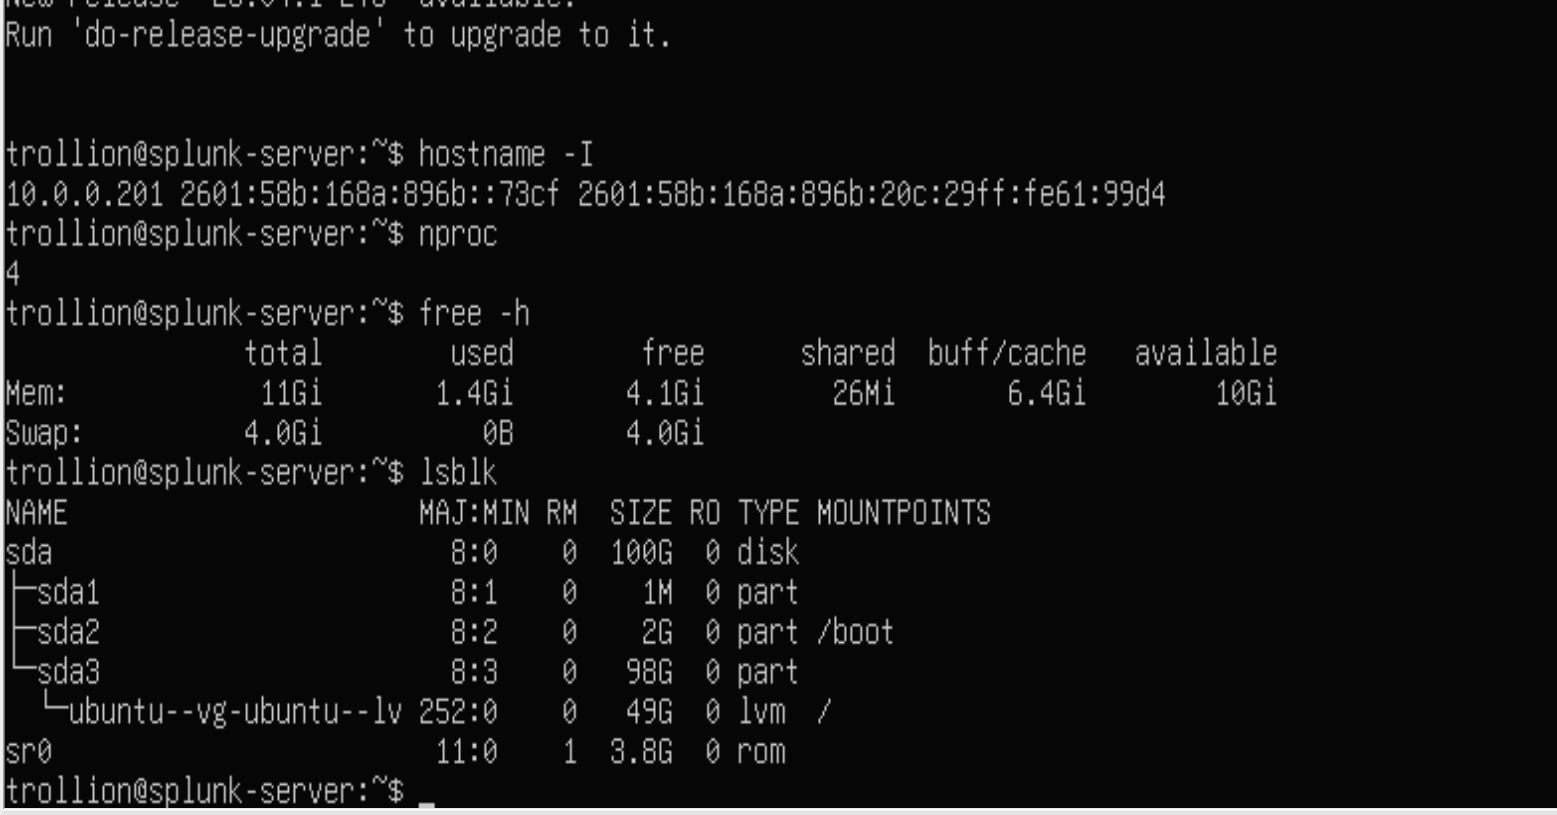 Run 'do-release-upgrade' to upgrade to it.
trollion@splunk-server:~$ hostname -I
10.0.0.201 2601:58b:168a:896b::73cf 2601:58b:168a:896b:20c:29ff:fe61:99d4
trollion@splunk-server:~$ nproc
4
trollion@splunk-server:~$ free -h
total used free shared buff/cache available
Mem: 11Gi 1.4Gi 4.1Gi 26Mi 6.4Gi 10Gi
Swap: 4.0Gi 0B 4.0Gi
trollion@splunk-server:~$ lsblk
NAME MAJ:MIN RM SIZE RO TYPE MOUNTPOINTS
sda 8:0 0 100G 0 disk
├─sda1 8:1 0 1M 0 part
├─sda2 8:2 0 2G 0 part /boot
└─sda3 8:3 0 98G 0 part
└─ubuntu--vg-ubuntu--lv 252:0 0 49G 0 lvm /
sr0 11:0 1 3.8G 0 rom
trollion@splunk-server:~$ _